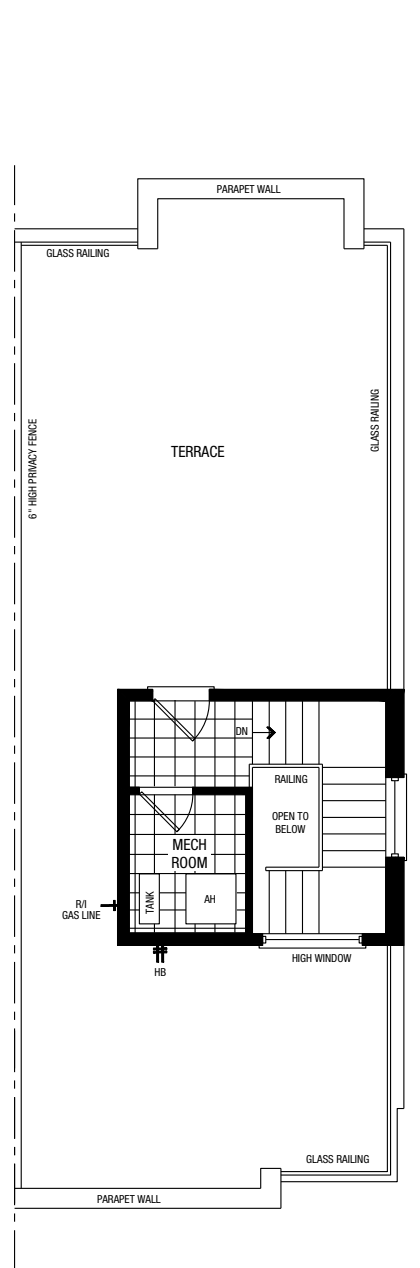 PARAPET WALL
GLASS RAILING
GLASS RAILING
6" HIGH PRIVACY FENCE
TERRACE
DN
RAILING
OPEN TO
BELOW
MECH
ROOM
TANK
AH
R/I
GAS LINE
HB
HIGH WINDOW
GLASS RAILING
PARAPET WALL